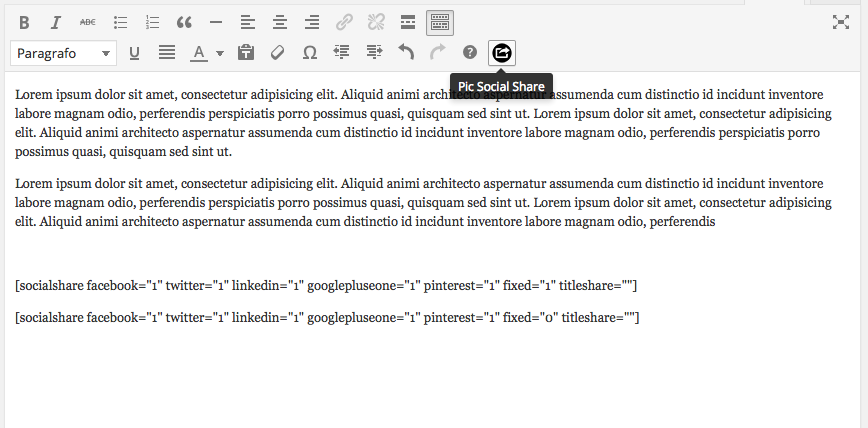 B I ABC
Paragrafo U A Ω ?
Pic Social Share
Lorem ipsum dolor sit amet, consectetur adipisicing elit. Aliquid animi architecto aspernatur assumenda cum distinctio id incidunt inventore
labore magnam odio, perferendis perspiciatis porro possimus quasi, quisquam sed sint ut. Lorem ipsum dolor sit amet, consectetur adipisicing
elit. Aliquid animi architecto aspernatur assumenda cum distinctio id incidunt inventore labore magnam odio, perferendis perspiciatis porro
possimus quasi, quisquam sed sint ut.
Lorem ipsum dolor sit amet, consectetur adipisicing elit. Aliquid animi architecto aspernatur assumenda cum distinctio id incidunt inventore
labore magnam odio, perferendis perspiciatis porro possimus quasi, quisquam sed sint ut. Lorem ipsum dolor sit amet, consectetur adipisicing
elit. Aliquid animi architecto aspernatur assumenda cum distinctio id incidunt inventore labore magnam odio, perferendis
[socialshare facebook="1" twitter="1" linkedin="1" googlepluseone="1" pinterest="1" fixed="1" titleshare=""]
[socialshare facebook="1" twitter="1" linkedin="1" googlepluseone="1" pinterest="1" fixed="0" titleshare=""]